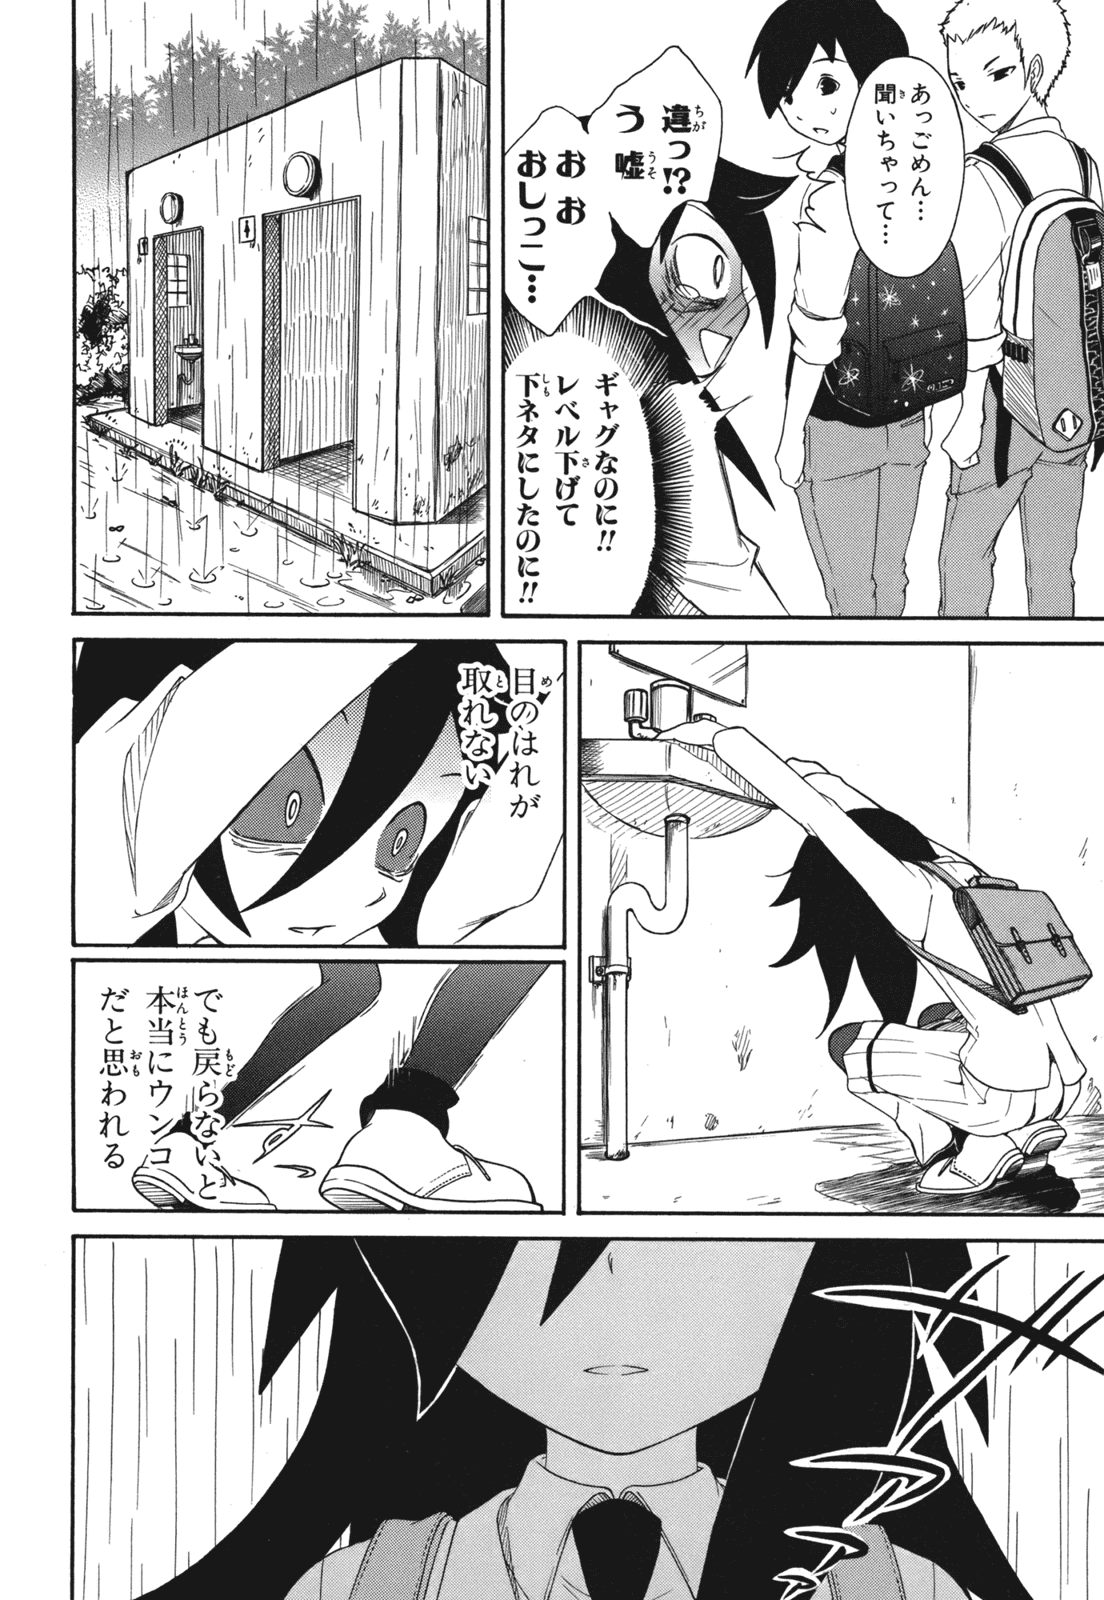 あっごめん…
聞いちゃって…
違っ!?
う 嘘
おお
おしっこ…
ギャグなのに!!
レベル下げて
下ネタにしたのに!!
目のはれが
取れない
でも戻らないと
本当にウンコ
だと思われる